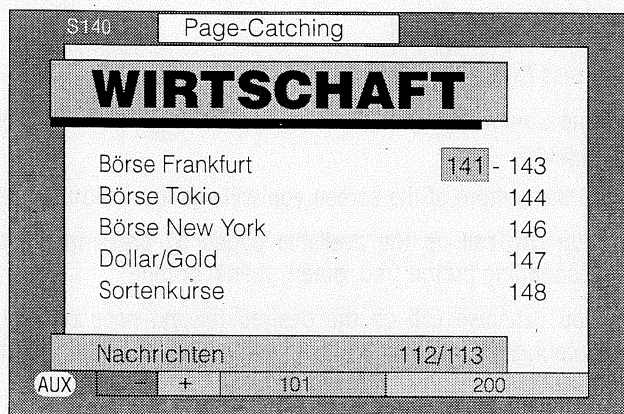 S140 Page-Catching
WIRTSCHAFT
Börse Frankfurt 141 - 143
Börse Tokio 144
Börse New York 146
Dollar/Gold 147
Sortenkurse 148
Nachrichten 112/113
AUX - + 101 200